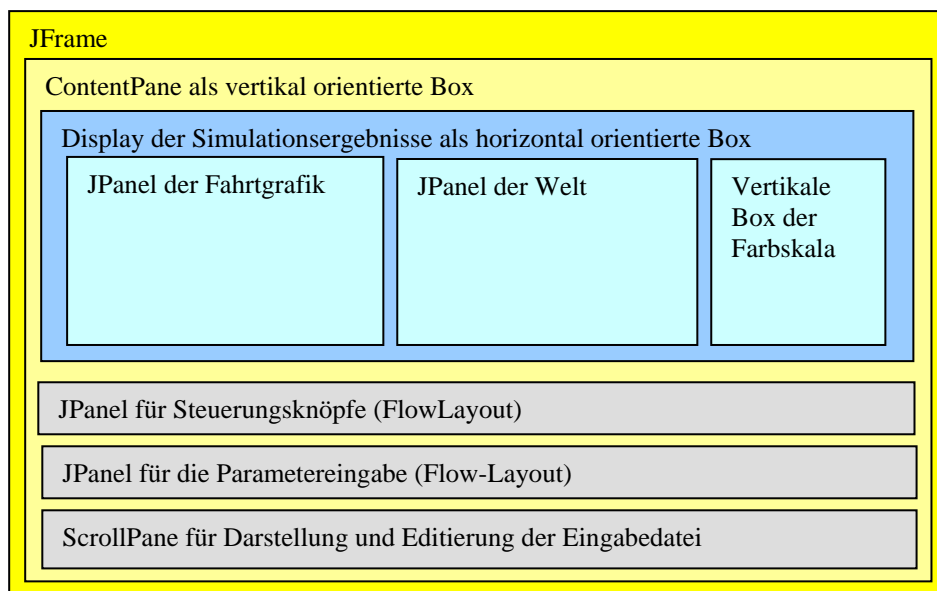 JFrame
ContentPane als vertikal orientierte Box
Display der Simulationsergebnisse als horizontal orientierte Box
JPanel der Fahrtgrafik
JPanel der Welt
Vertikale
Box der
Farbskala
JPanel für Steuerungsknöpfe (FlowLayout)
JPanel für die Parametereingabe (Flow-Layout)
ScrollPane für Darstellung und Editierung der Eingabedatei